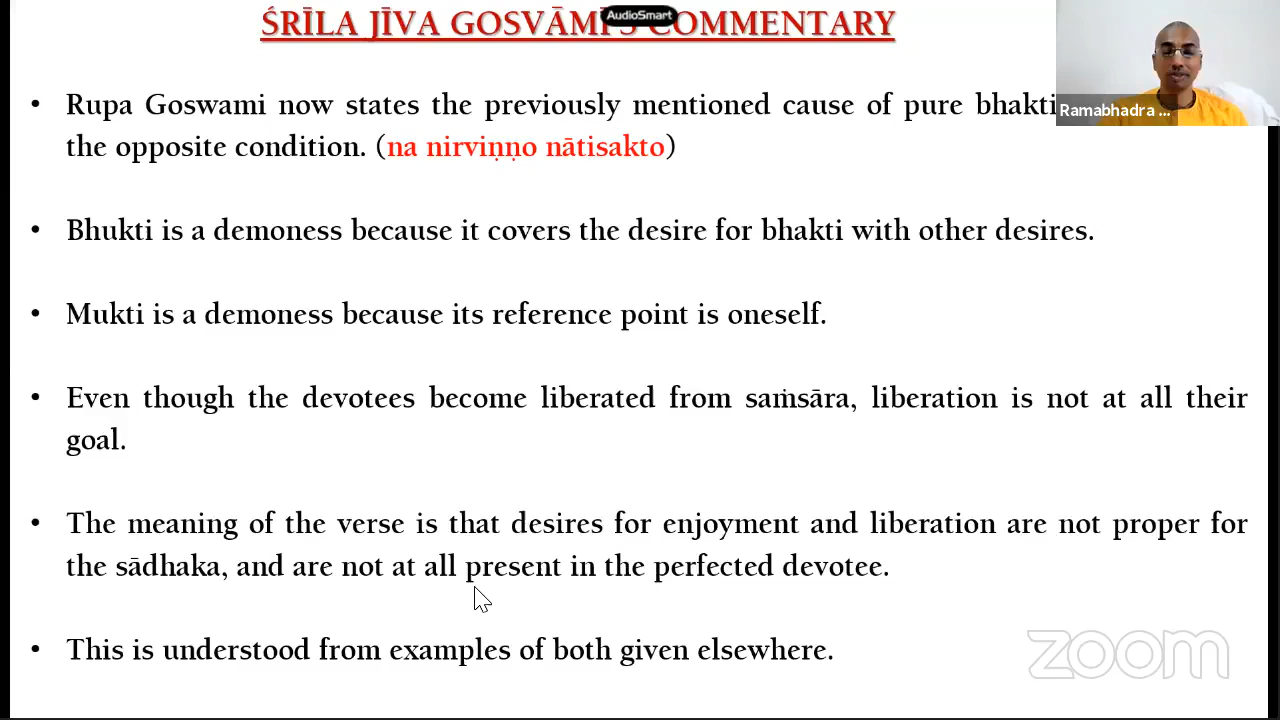 ŚRĪLA JĪVA GOSVĀMĪ'S COMMENTARY
AudioSmart
Ramabhadra ...
• Rupa Goswami now states the previously mentioned cause of pure bhakti
the opposite condition. (na nirviṇṇo nātisakto)
• Bhukti is a demoness because it covers the desire for bhakti with other desires.
• Mukti is a demoness because its reference point is oneself.
• Even though the devotees become liberated from saṁsāra, liberation is not at all their
goal.
• The meaning of the verse is that desires for enjoyment and liberation are not proper for
the sādhaka, and are not at all present in the perfected devotee.
• This is understood from examples of both given elsewhere.
zoom